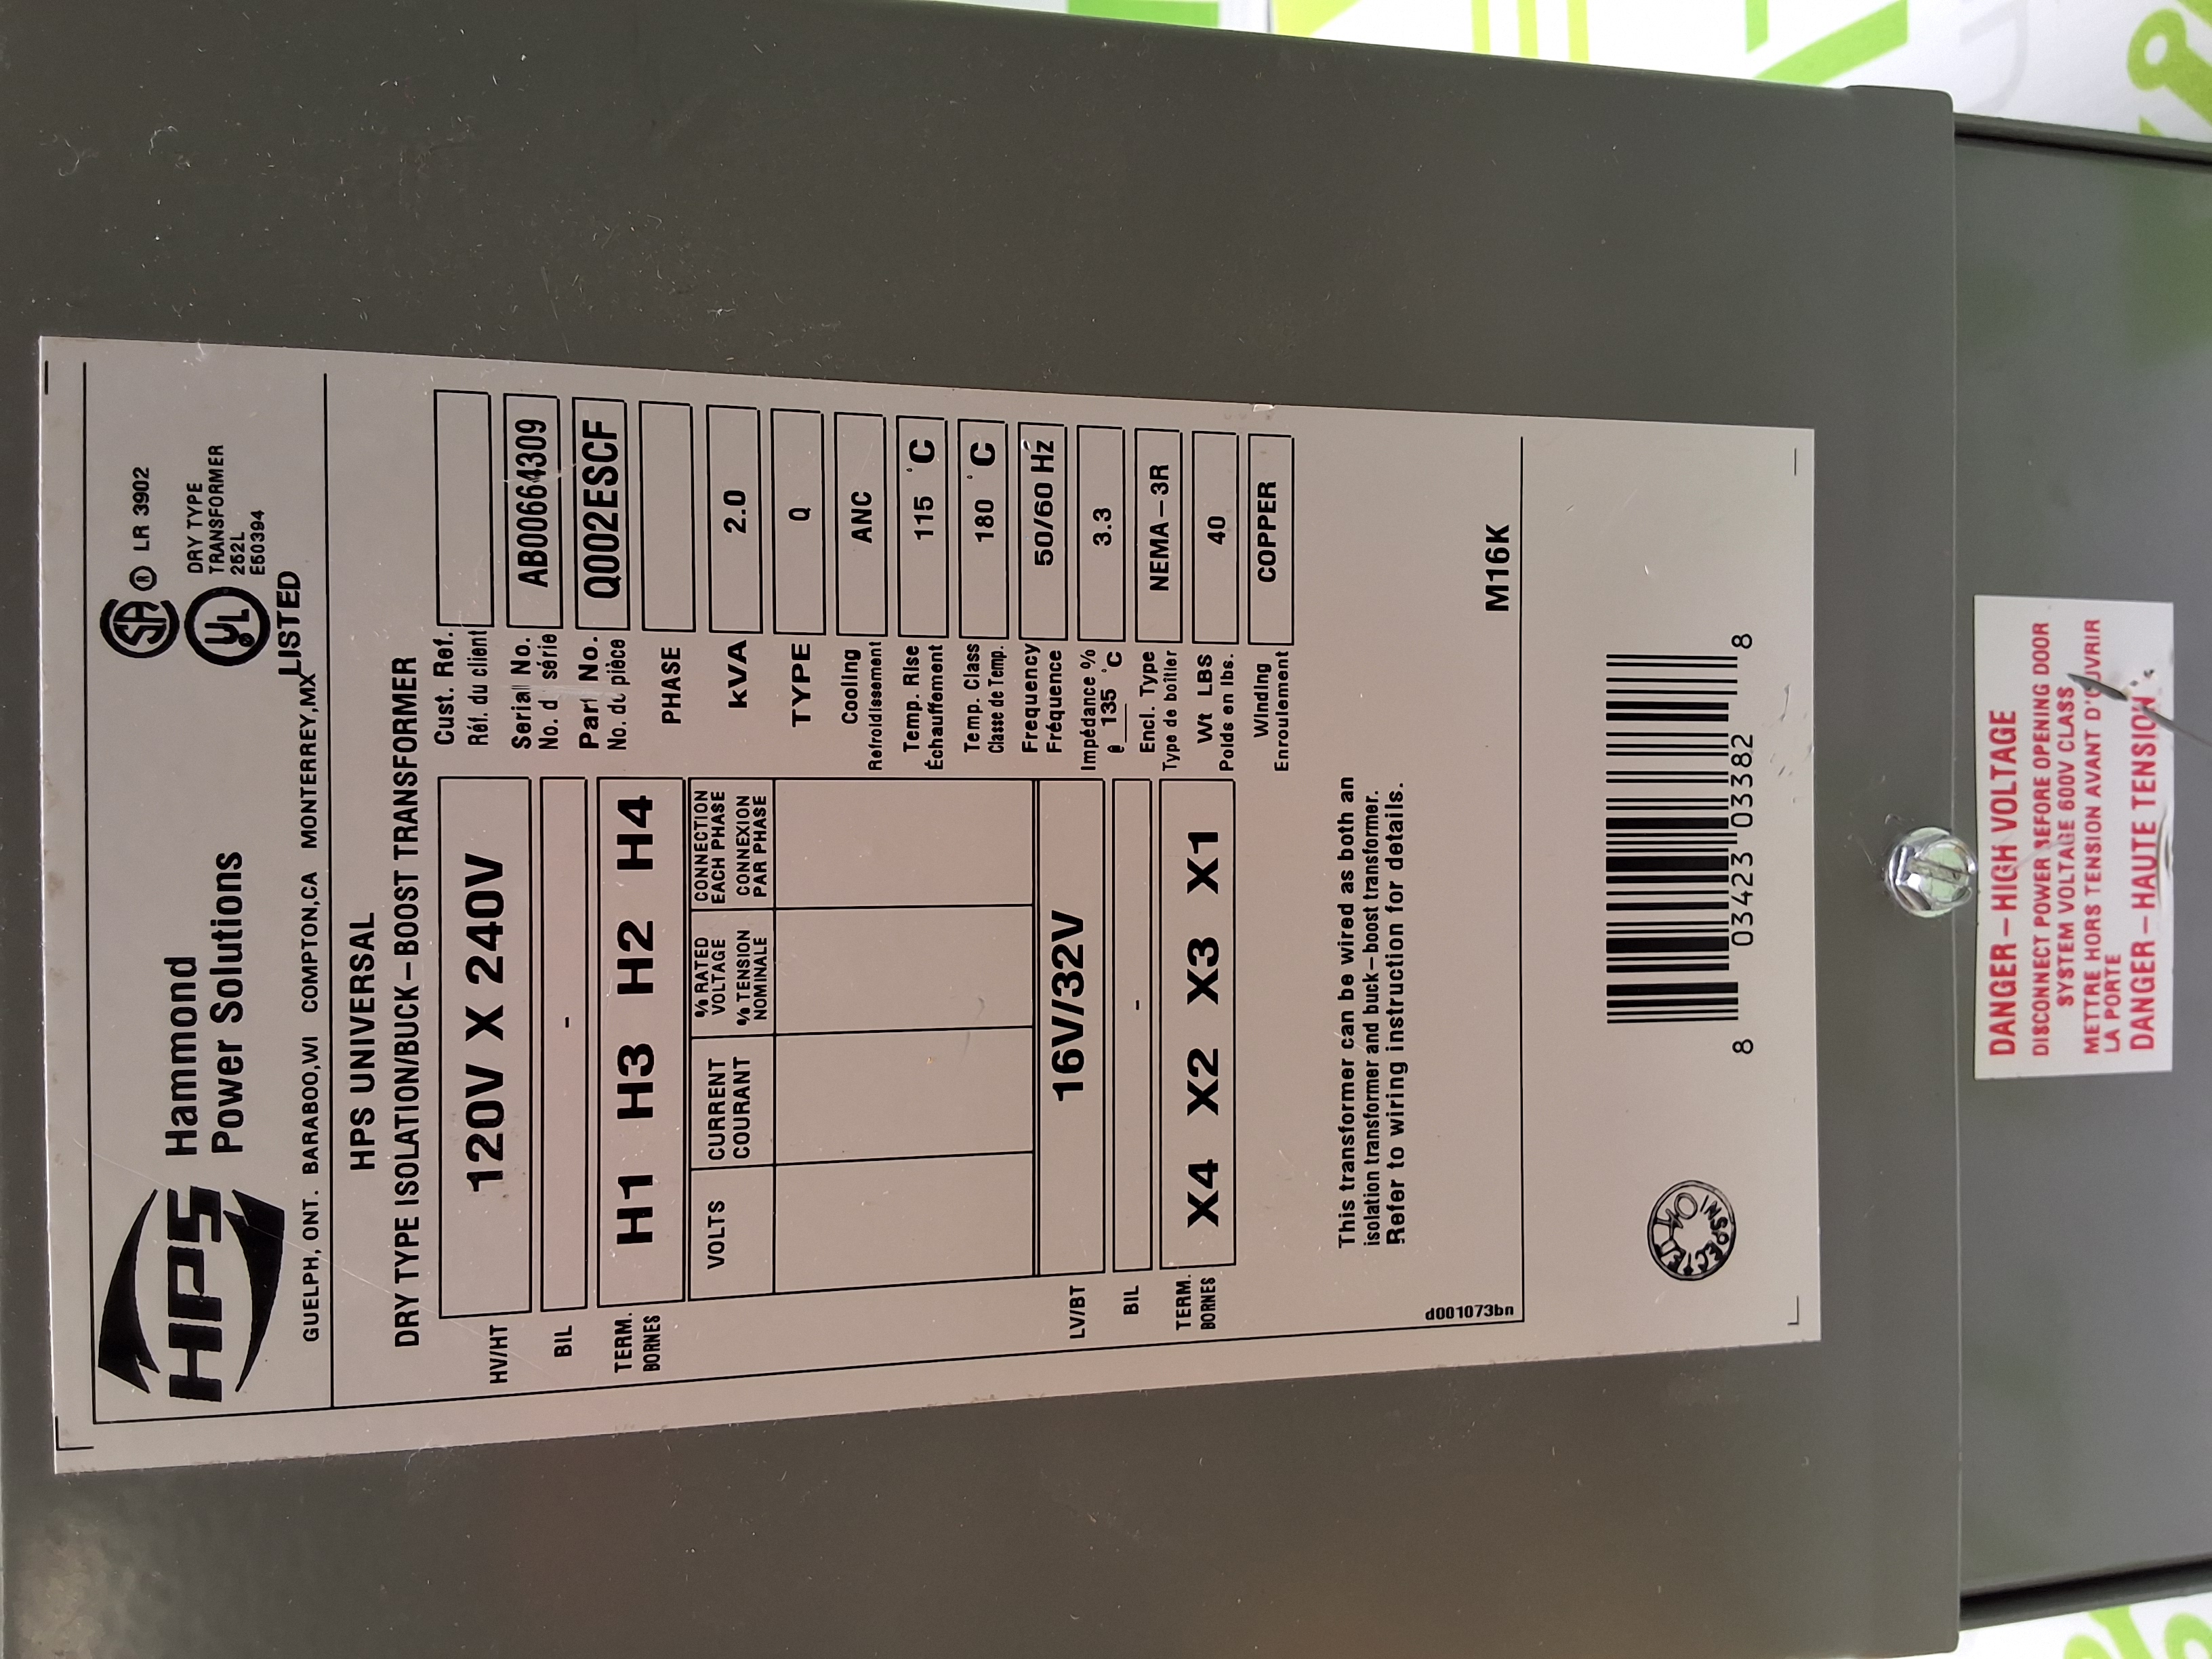 HPS
Hammond
Power Solutions
SA ® LR 3902
UL
DRY TYPE
TRANSFORMER
252L
E50394
LISTED
GUELPH, ONT. BARABOO,WI COMPTON,CA MONTERREY,MX
HPS UNIVERSAL
DRY TYPE ISOLATION/BUCK-BOOST TRANSFORMER
HV/HT 120V X 240V
BIL -
TERM.
BORNES
H1 H3 H2 H4
VOLTS
CURRENT
COURANT
% RATED
VOLTAGE
% TENSION
NOMINALE
CONNECTION
EACH PHASE
CONNEXION
PAR PHASE
LV/BT 16V/32V
BIL -
TERM.
BORNES
X4 X2 X3 X1
Cust. Ref.
Réf. du client
Serial No.
No. d série
AB00664309
Part No.
No. du pièce
Q002ESCF
PHASE
kVA 2.0
TYPE Q
Cooling
Refroidissement
ANC
Temp. Rise
Échauffement
115 °C
Temp. Class
Classe de Temp.
180 °C
Frequency
Fréquence
50/60 Hz
Impédance %
@ 135 °C
3.3
Encl. Type
Type de boîtier
NEMA-3R
Wt LBS
Poids en lbs.
40
Winding
Enroulement
COPPER
This transformer can be wired as both an
isolation transformer and buck-boost transformer.
Refer to wiring instruction for details.
d001073bn
M16K
INSPECTED
8 03423 03382 8
DANGER - HIGH VOLTAGE
DISCONNECT POWER BEFORE OPENING DOOR
SYSTEM VOLTAGE 600V CLASS
METTRE HORS TENSION AVANT D'OUVRIR
LA PORTE
DANGER - HAUTE TENSION